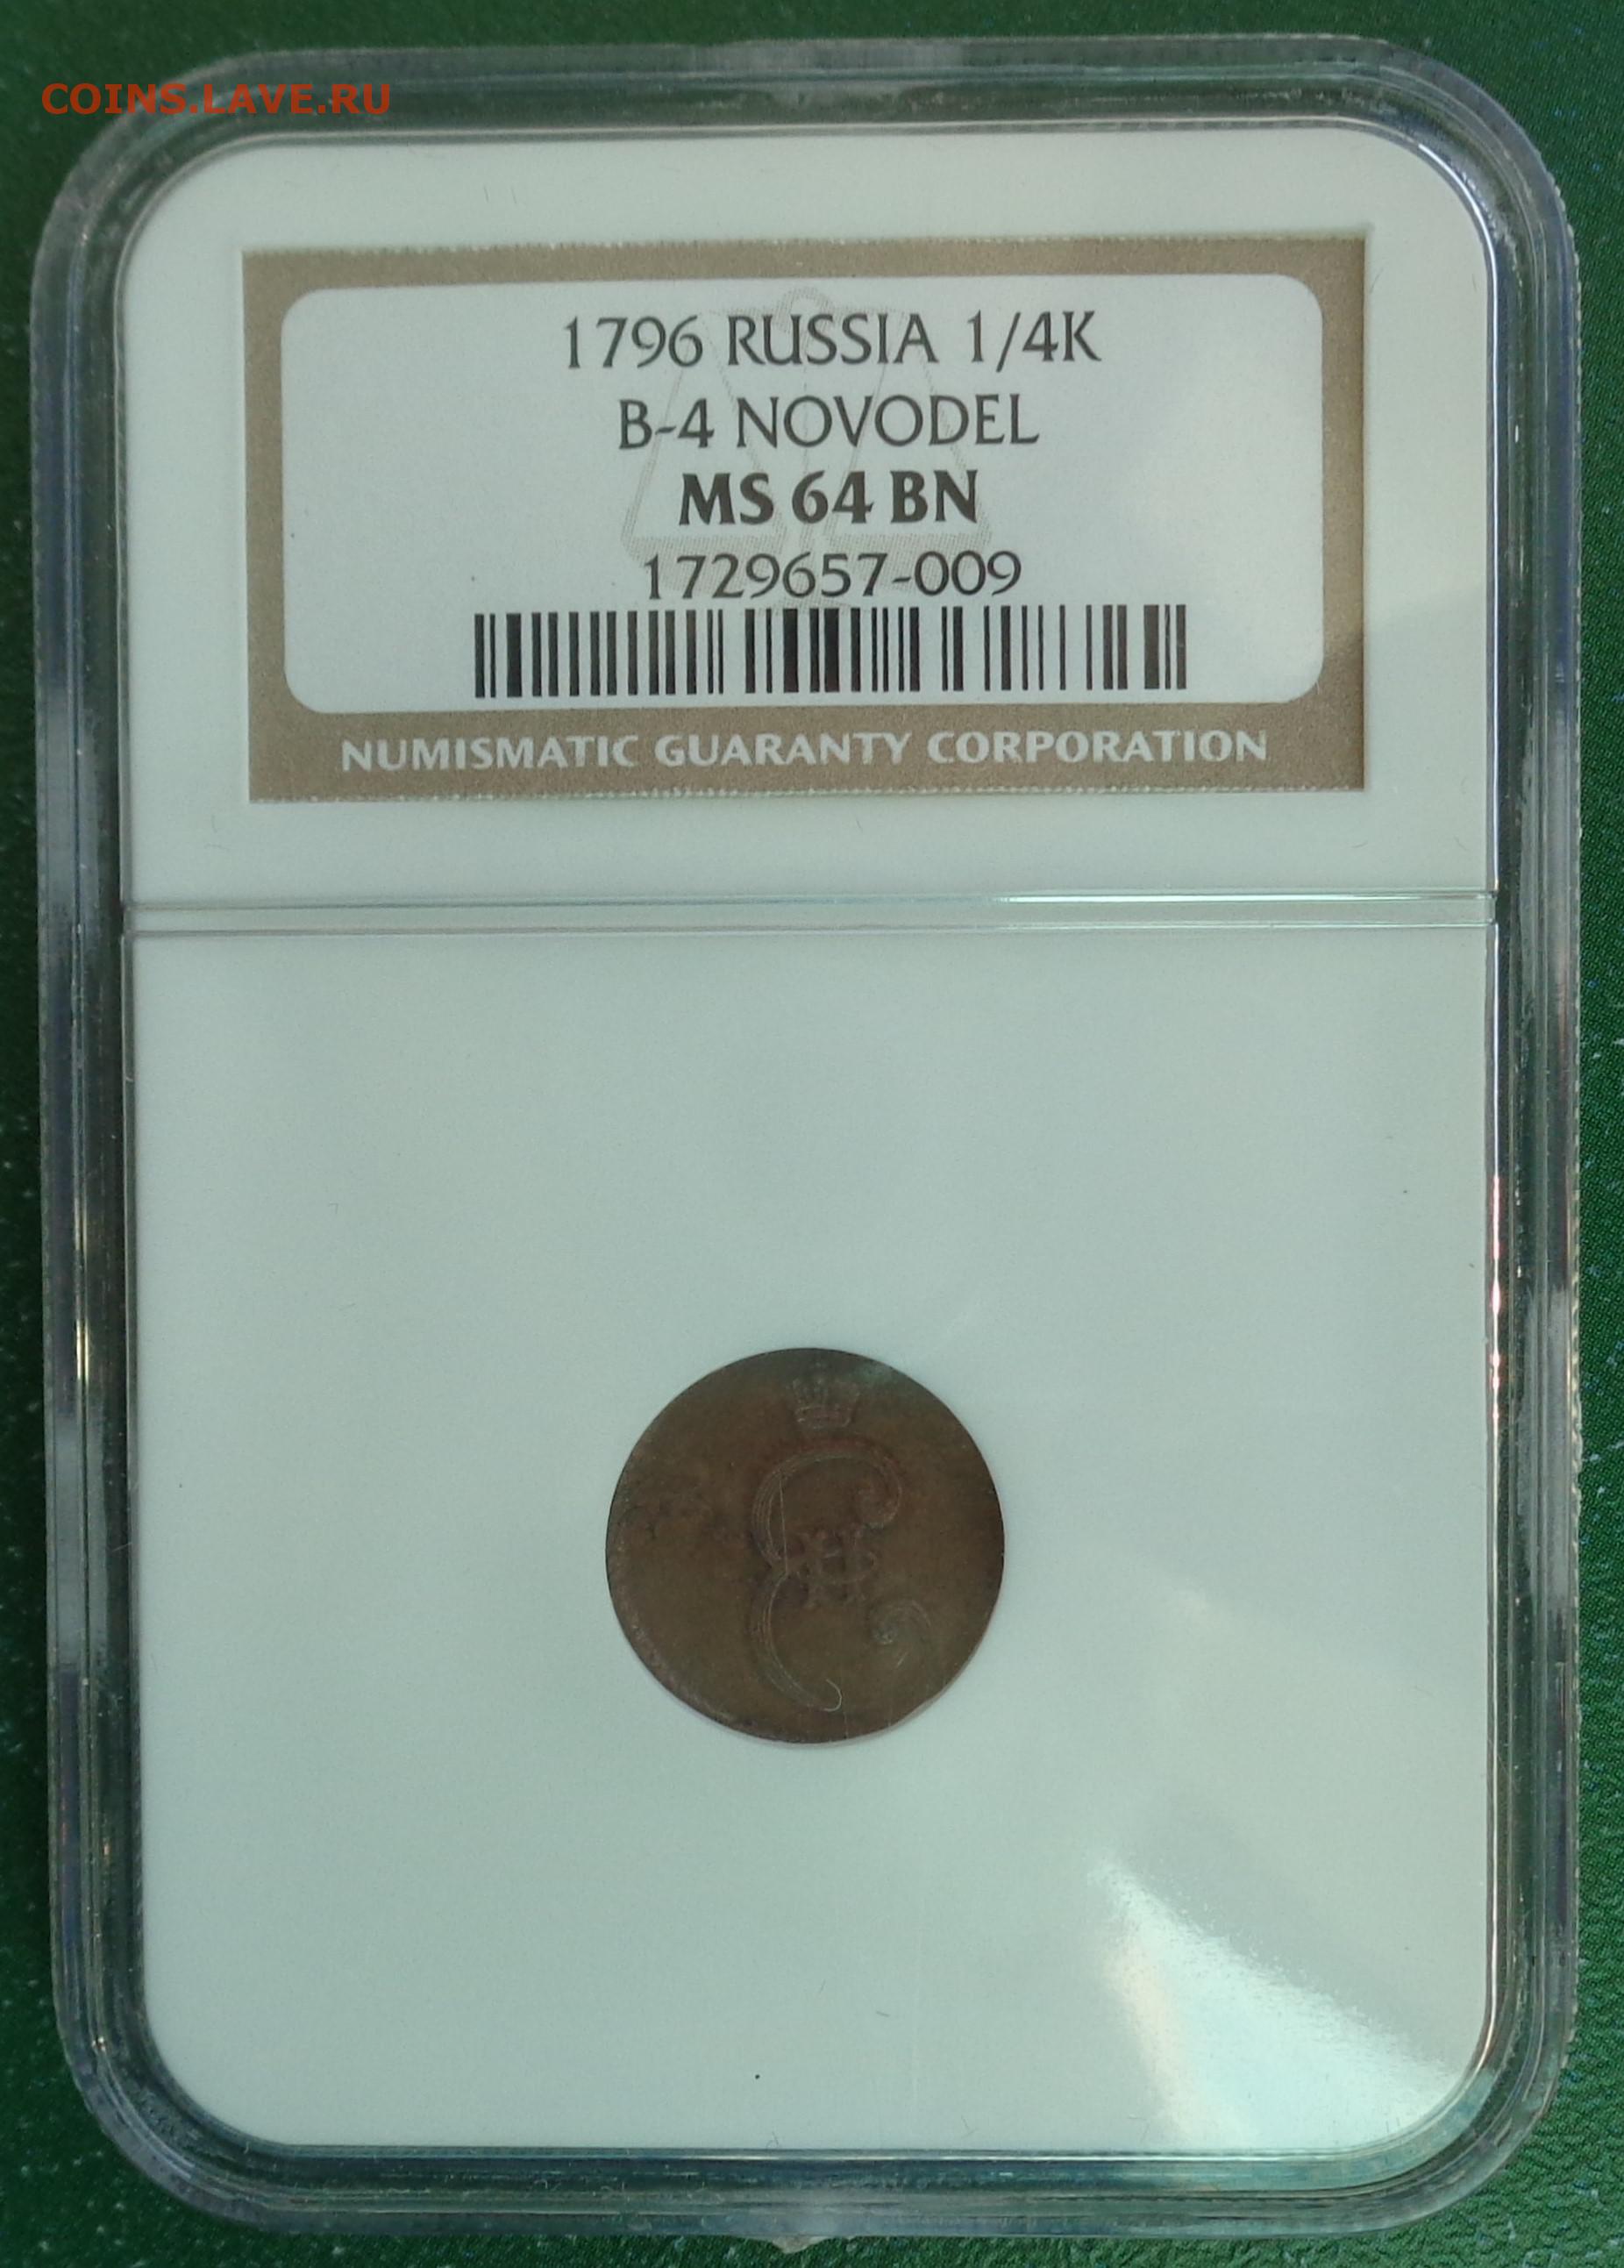 COINS.LAVE.RU
1796 RUSSIA 1/4K
B-4 NOVODEL
MS 64 BN
1729657-009
NUMISMATIC GUARANTY CORPORATION